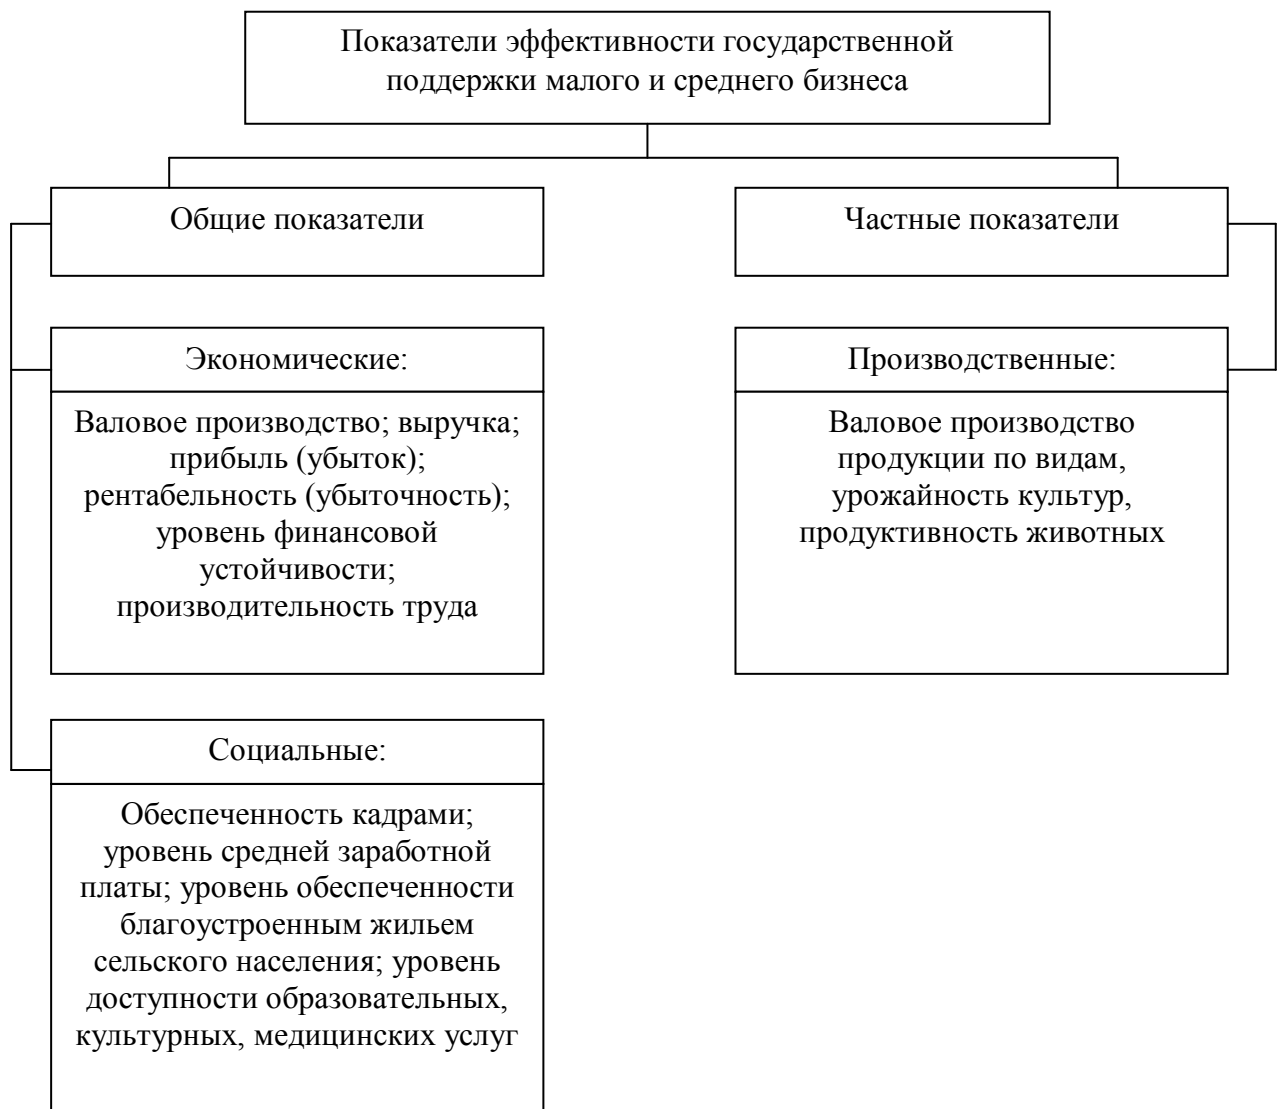 Показатели эффективности государственной
поддержки малого и среднего бизнеса
Общие показатели
Частные показатели
Экономические:
Валовое производство; выручка;
прибыль (убыток);
рентабельность (убыточность);
уровень финансовой
устойчивости;
производительность труда
Производственные:
Валовое производство
продукции по видам,
урожайность культур,
продуктивность животных
Социальные:
Обеспеченность кадрами;
уровень средней заработной
платы; уровень обеспеченности
благоустроенным жильем
сельского населения; уровень
доступности образовательных,
культурных, медицинских услуг